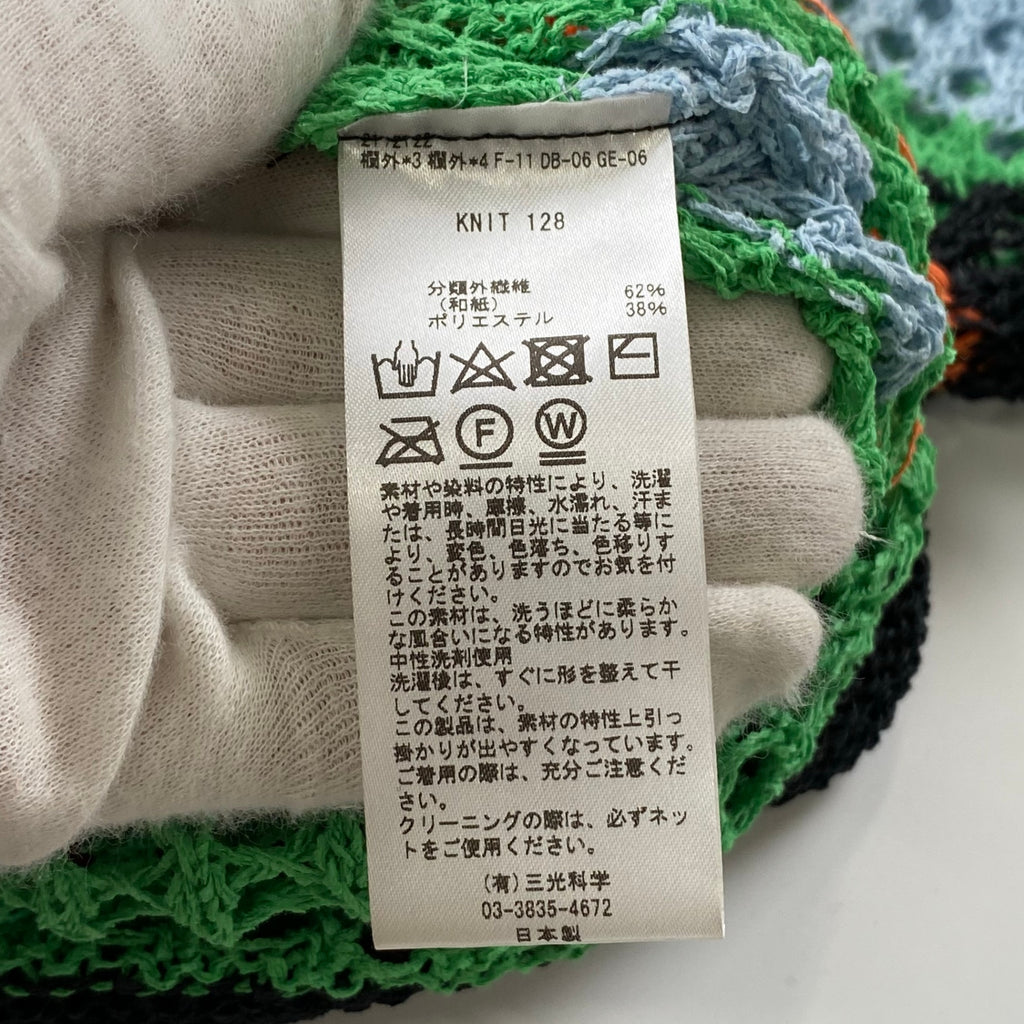 欄外*3 欄外*4 F-11 DB-06 GE-06
KNIT 128
分類外繊維 62%
(和紙) 38%
ポリエステル
F
W
素材や染料の特性により、洗濯
や着用時、摩擦、水濡れ、汗ま
たは、長時間日光に当たる等に
より、変色、色落ち、色移りす
ることがありますのでお気を付
けください。
この素材は、洗うほどに柔らか
な風合いになる特性があります。
中性洗剤使用
洗濯後は、すぐに形を整えて干
してください。
この製品は、素材の特性上引っ
掛かりが出やすくなっています。
ご着用の際は、充分ご注意くだ
さい。
クリーニングの際は、必ずネッ
トをご使用ください。
(有)三光科学
03-3835-4672
日本製